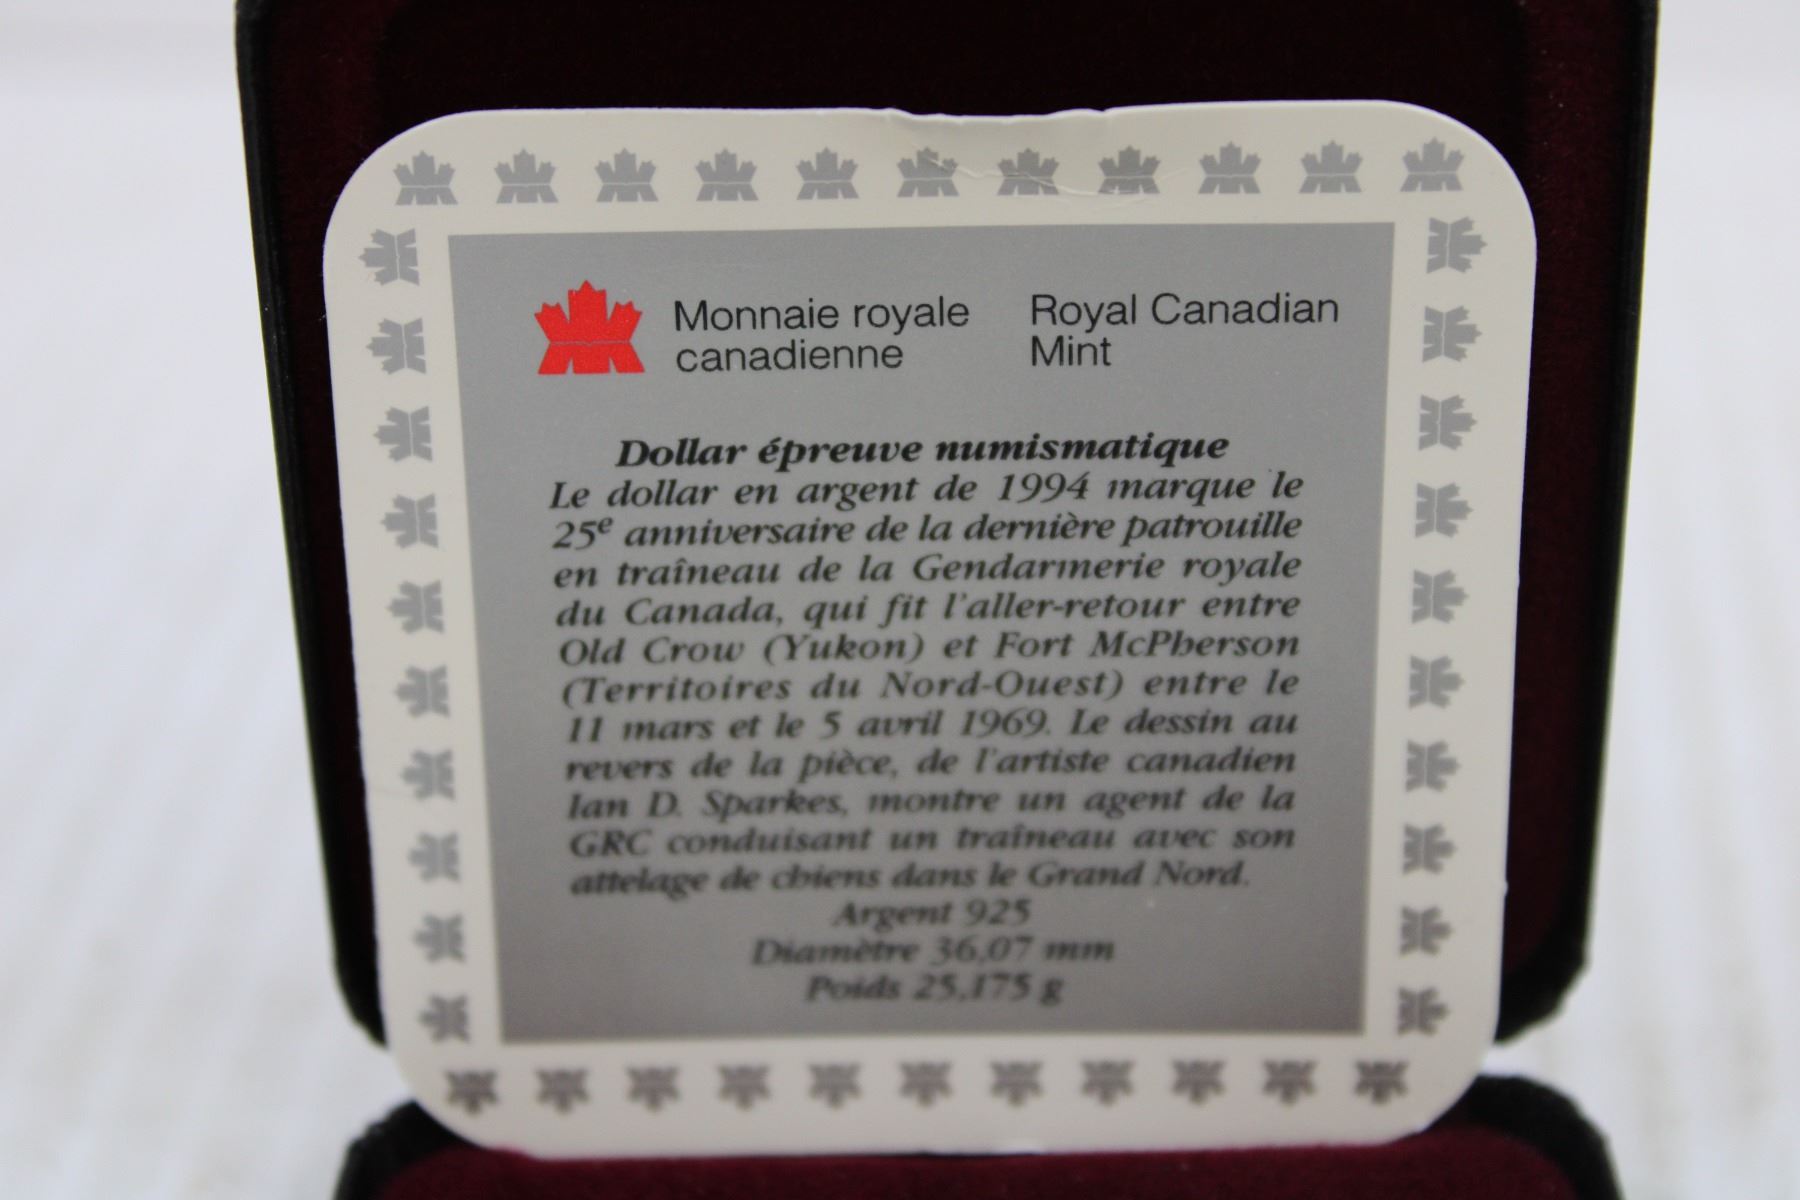 Monnaie royale canadienne
Royal Canadian Mint
Dollar épreuve numismatique
Le dollar en argent de 1994 marque le
25e anniversaire de la dernière patrouille
en traîneau de la Gendarmerie royale
du Canada, qui fit l'aller-retour entre
Old Crow (Yukon) et Fort McPherson
(Territoires du Nord-Ouest) entre le
11 mars et le 5 avril 1969. Le dessin au
revers de la pièce, de l'artiste canadien
Ian D. Sparkes, montre un agent de la
GRC conduisant un traîneau avec son
attelage de chiens dans le Grand Nord.
Argent 925
Diamètre 36,07 mm
Poids 25,175 g